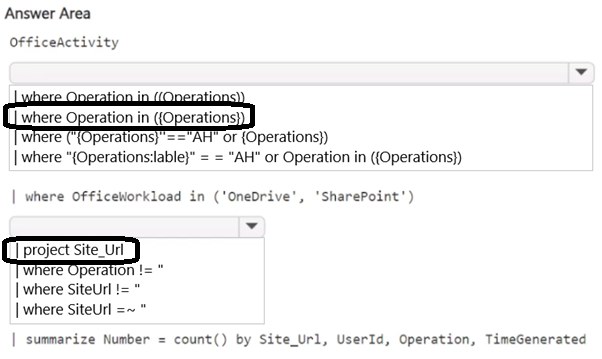 Answer Area
OfficeActivity
| where Operation in ((Operations))
| where Operation in ({Operations})
| where ("{Operations}"=="AH" or {Operations})
| where "{Operations:lable}" = = "AH" or Operation in ({Operations})
| where OfficeWorkload in ('OneDrive', 'SharePoint')
| project Site_Url
| where Operation != "
| where SiteUrl != "
| where SiteUrl =~ "
| summarize Number = count() by Site_Url, UserId, Operation, TimeGenerated